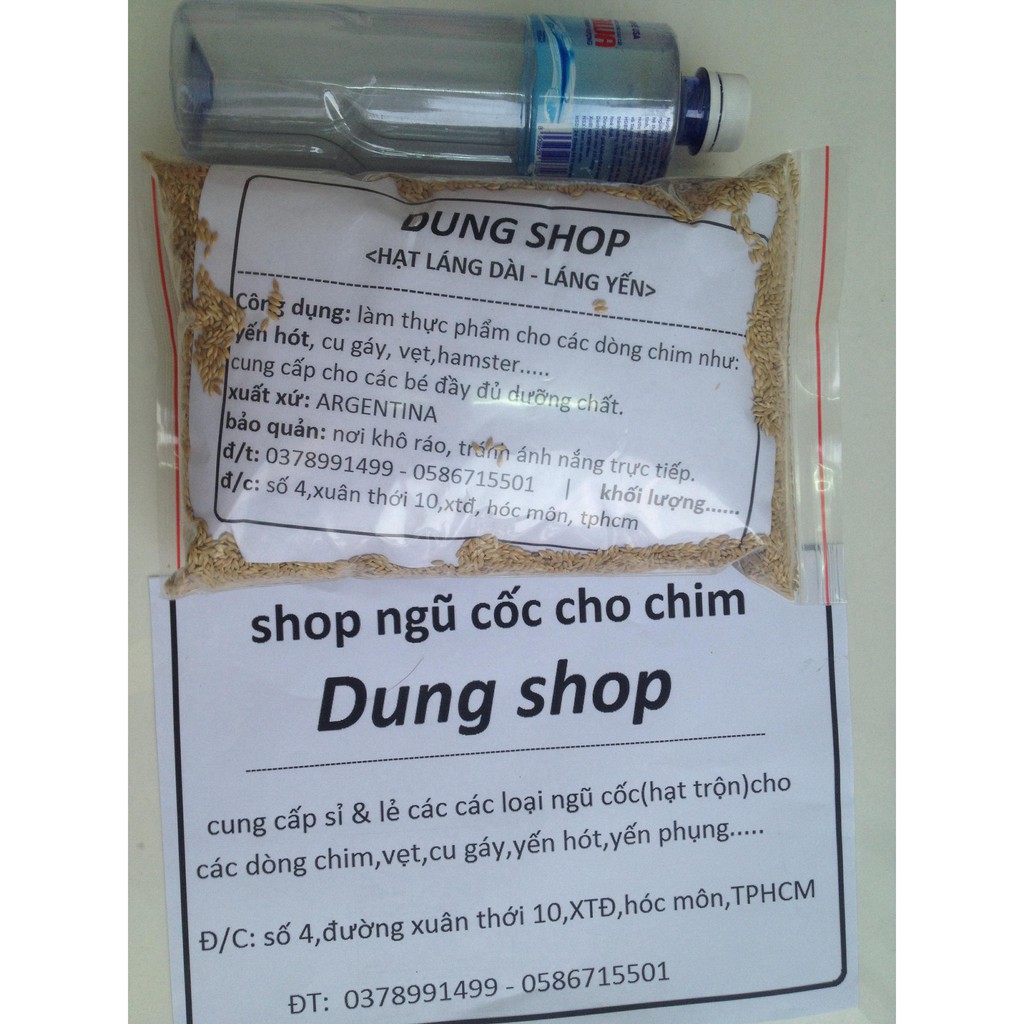 DUNG SHOP
<HẠT LÁNG DÀI - LÁNG YẾN>
Công dụng: làm thực phẩm cho các dòng chim như:
yến hót, cu gáy, vẹt,hamster.....
cung cấp cho các bé đầy đủ dưỡng chất.
xuất xứ: ARGENTINA
bảo quản: nơi khô ráo, tránh ánh nắng trực tiếp.
đ/t: 0378991499 - 0586715501 | khối lượng......
đ/c: số 4,xuân thới 10,xtđ, hóc môn, tphcm
shop ngũ cốc cho chim
Dung shop
cung cấp sỉ & lẻ các các loại ngũ cốc(hạt trộn)cho
các dòng chim,vẹt,cu gáy,yến hót,yến phụng.....
Đ/C: số 4,đường xuân thới 10,XTĐ,hóc môn,TPHCM
ĐT: 0378991499 - 0586715501